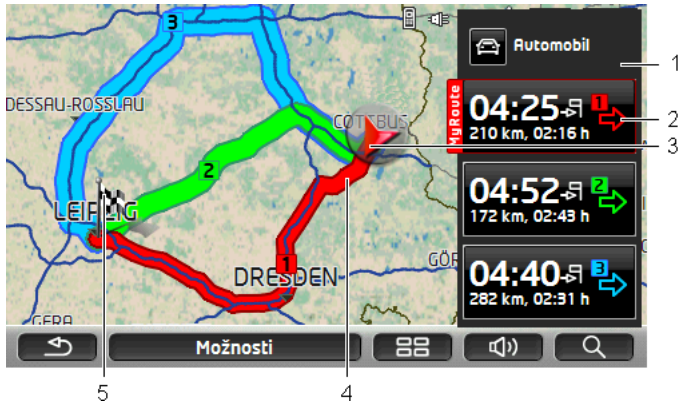 3
Automobil
1
DESSAU-ROSSLAU
COTTBUS
MyRoute
04:25
1
2
210 km, 02:16 h
3
2
04:52
2
172 km, 02:43 h
LEIPZIG
04:40
3
282 km, 02:31 h
1
DRESDEN
GÖR
GERA
Možnosti
5
4